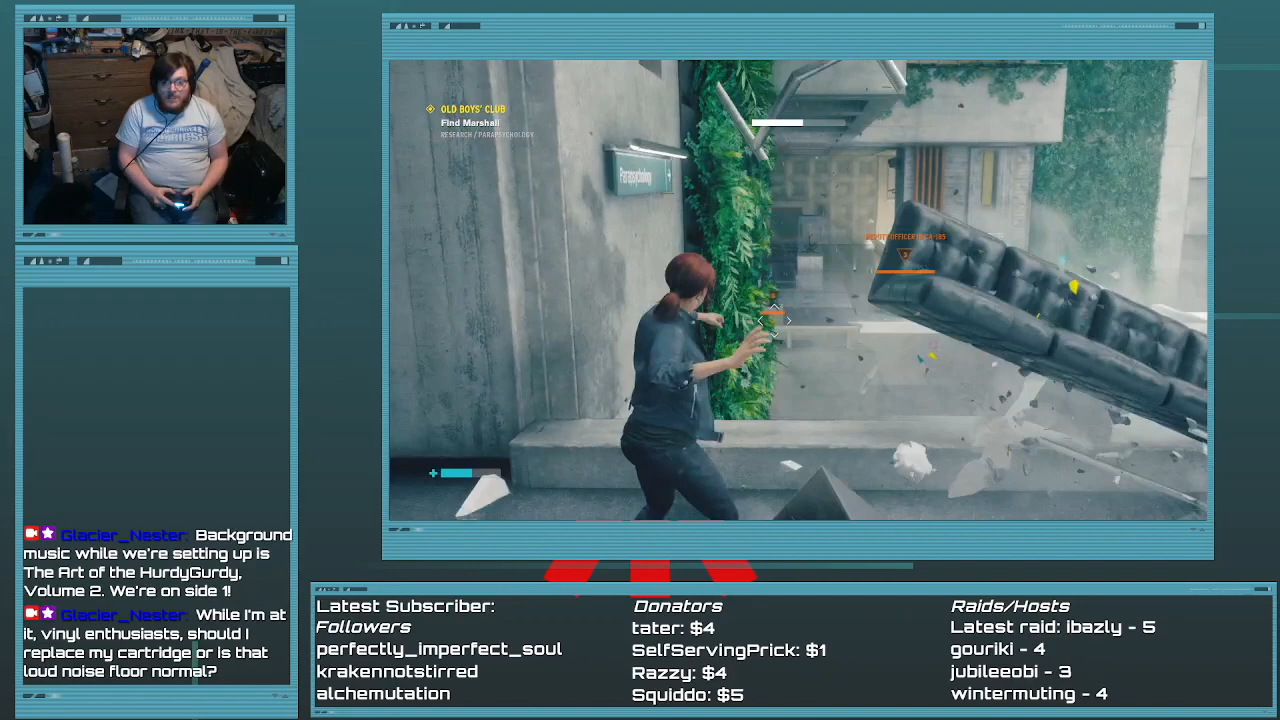 OLD BOYS' CLUB
Find Marshall
RESEARCH / PARAPSYCHOLOGY
Parapsychology
Glacier_Nester: Background
music while we're setting up is
The Art of the HurdyGurdy,
Volume 2. We're on side 1!
Glacier_Nester: While I'm at
it, vinyl enthusiasts, should I
replace my cartridge or is that
loud noise floor normal?
Latest Subscriber:
Followers
perfectly_imperfect_soul
krakennotstirred
alchemutation
Donators
tater: $4
SelfServingPrick: $1
Razzy: $4
Squiddo: $5
Raids/Hosts
Latest raid: ibazly - 5
gouriki - 4
jubileeobi - 3
wintermuting - 4